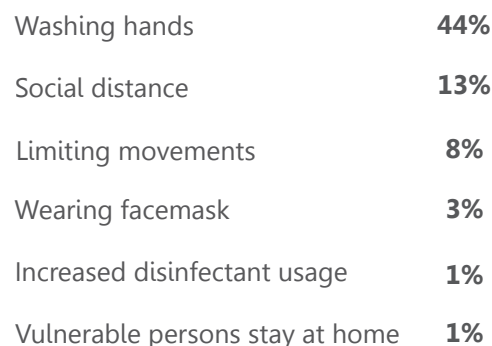 Washing hands 44%
Social distance 13%
Limiting movements 8%
Wearing facemask 3%
Increased disinfectant usage 1%
Vulnerable persons stay at home 1%